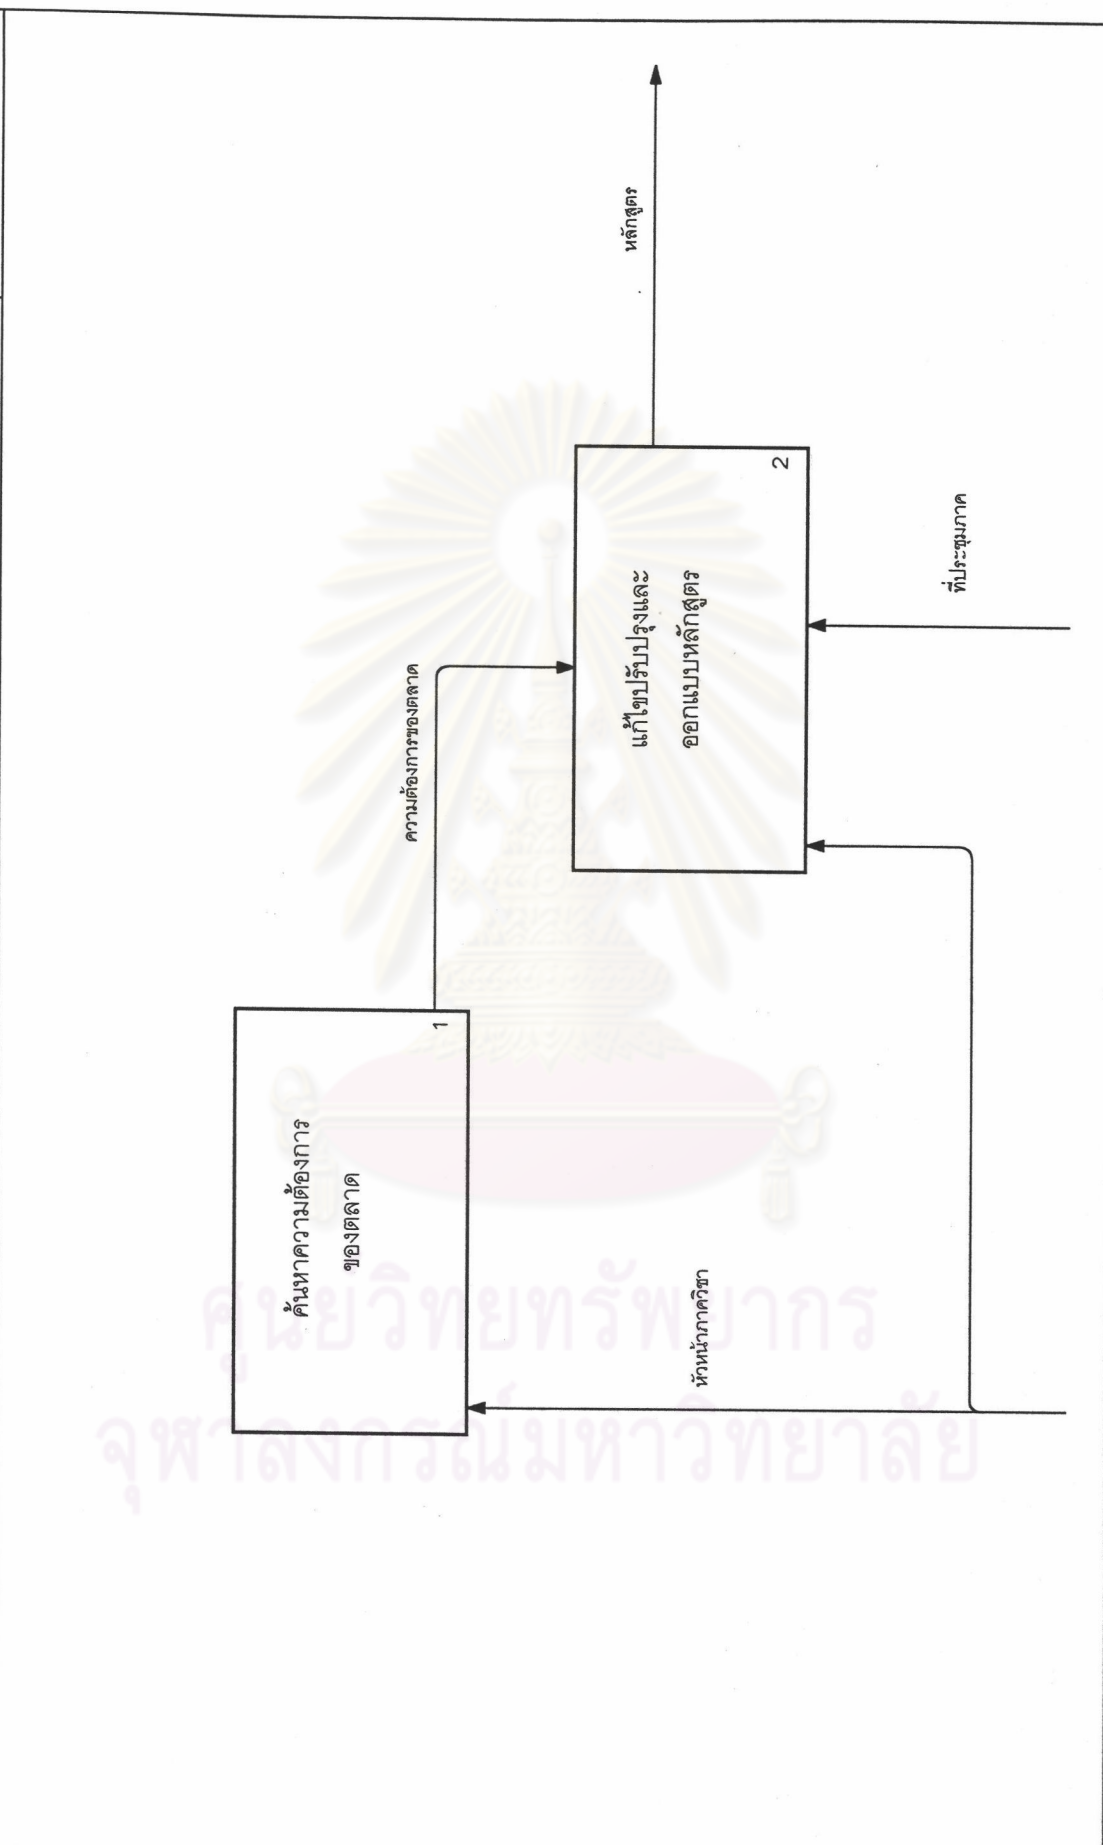 ค้นหาความต้องการ
ของตลาด
1
ความต้องการของตลาด
แก้ไขปรับปรุงและ
ออกแบบหลักสูตร
2
หลักสูตร
หัวหน้าภาควิชา
ที่ประชุมภาค
ศูนย์วิทยทรัพยากร
จุฬาลงกรณ์มหาวิทยาลัย